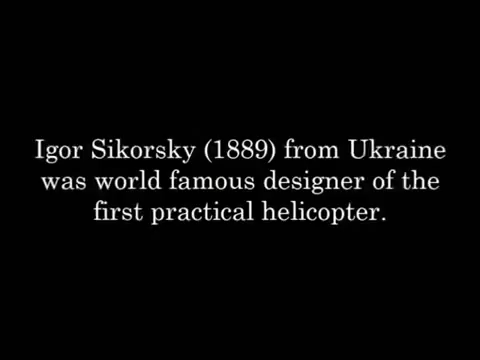 Igor Sikorsky (1889) from Ukraine
was world famous designer of the
first practical helicopter.